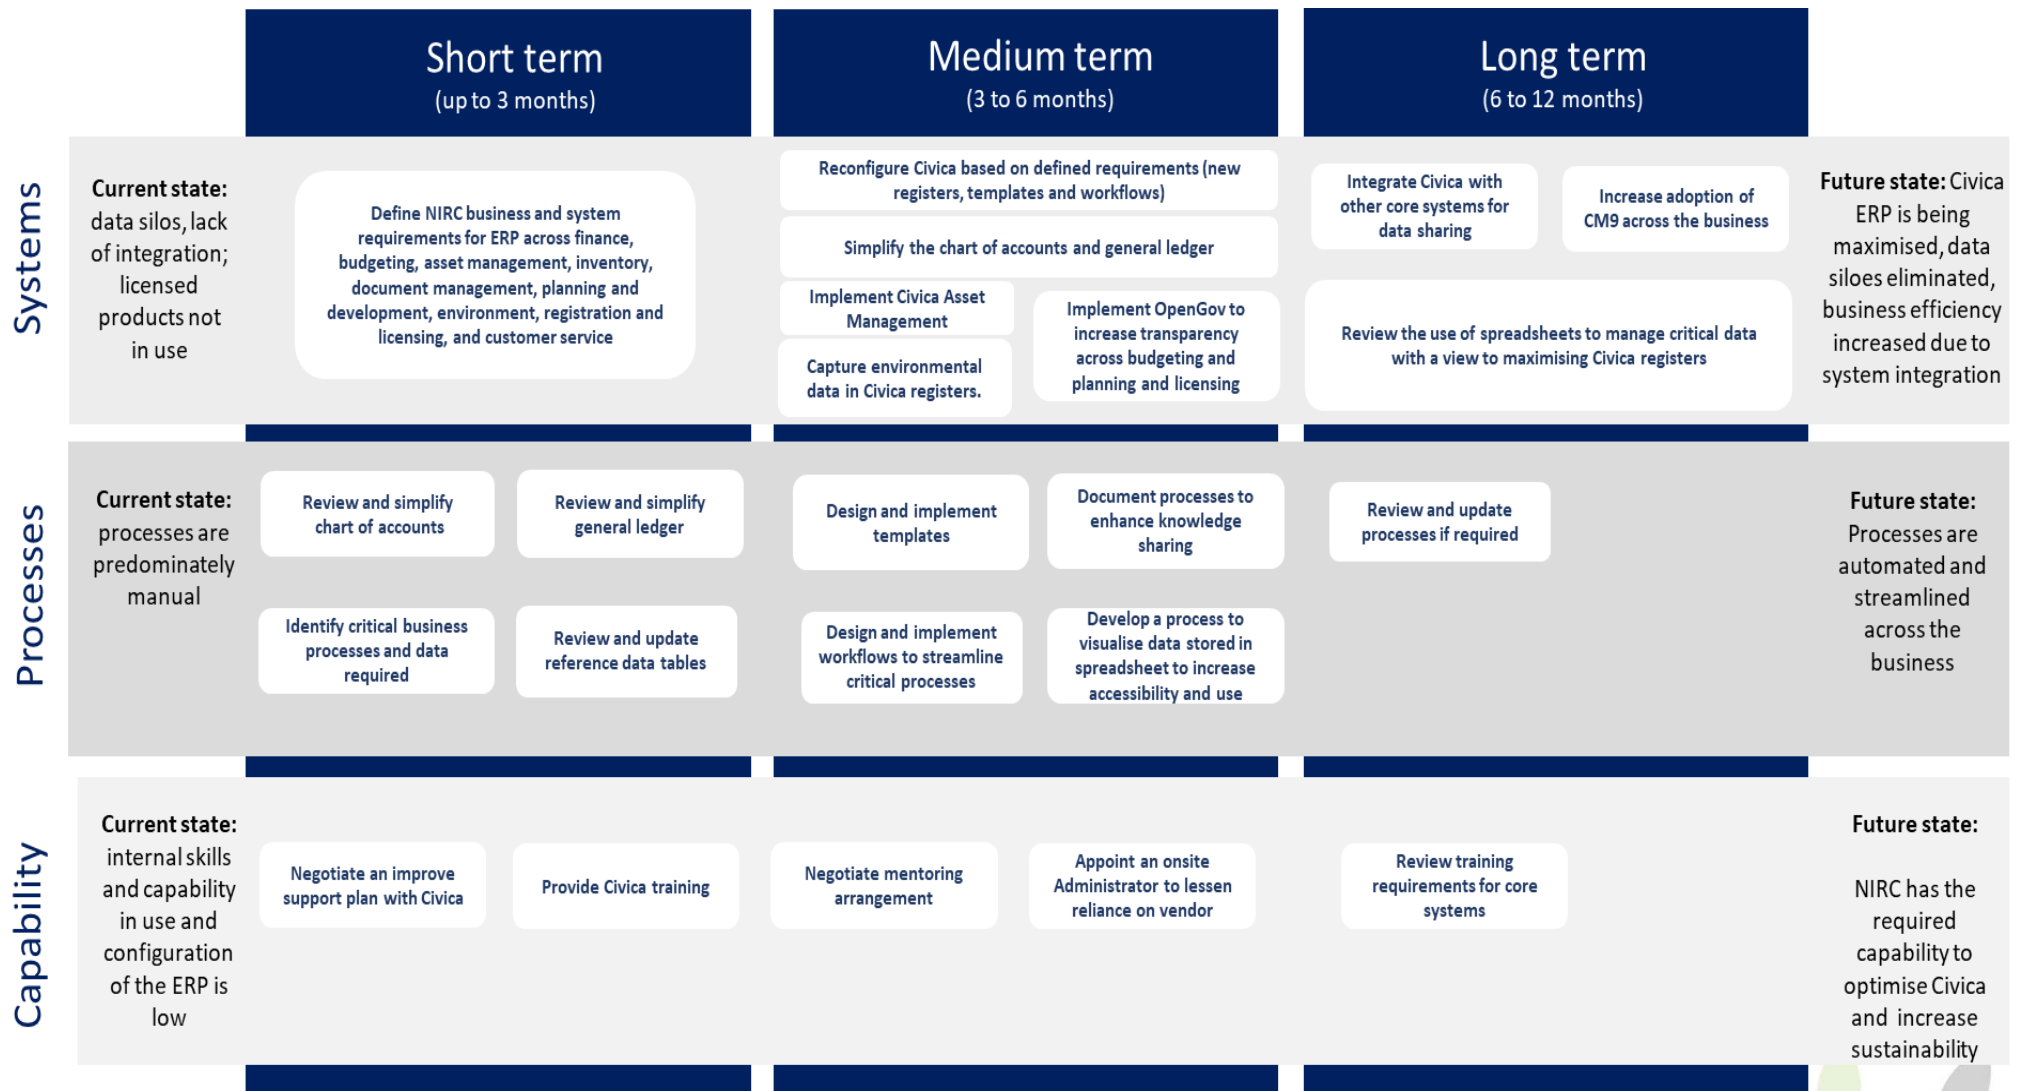 Short term
(up to 3 months)
Medium term
(3 to 6 months)
Long term
(6 to 12 months)
Systems
Current state:
data silos, lack
of integration;
licensed
products not
in use
Define NIRC business and system
requirements for ERP across finance,
budgeting, asset management, inventory,
document management, planning and
development, environment, registration and
licensing, and customer service
Reconfigure Civica based on defined requirements (new
registers, templates and workflows)
Simplify the chart of accounts and general ledger
Implement Civica Asset
Management
Capture environmental
data in Civica registers.
Implement OpenGov to
increase transparency
across budgeting and
planning and licensing
Integrate Civica with
other core systems for
data sharing
Increase adoption of
CM9 across the business
Review the use of spreadsheets to manage critical data
with a view to maximising Civica registers
Future state: Civica
ERP is being
maximised, data
siloes eliminated,
business efficiency
increased due to
system integration
Processes
Current state:
processes are
predominately
manual
Review and simplify
chart of accounts
Review and simplify
general ledger
Identify critical business
processes and data
required
Review and update
reference data tables
Design and implement
templates
Document processes to
enhance knowledge
sharing
Design and implement
workflows to streamline
critical processes
Develop a process to
visualise data stored in
spreadsheet to increase
accessibility and use
Review and update
processes if required
Future state:
Processes are
automated and
streamlined
across the
business
Capability
Current state:
internal skills
and capability
in use and
configuration
of the ERP is
low
Negotiate an improve
support plan with Civica
Provide Civica training
Negotiate mentoring
arrangement
Appoint an onsite
Administrator to lessen
reliance on vendor
Review training
requirements for core
systems
Future state:
NIRC has the
required
capability to
optimise Civica
and increase
sustainability